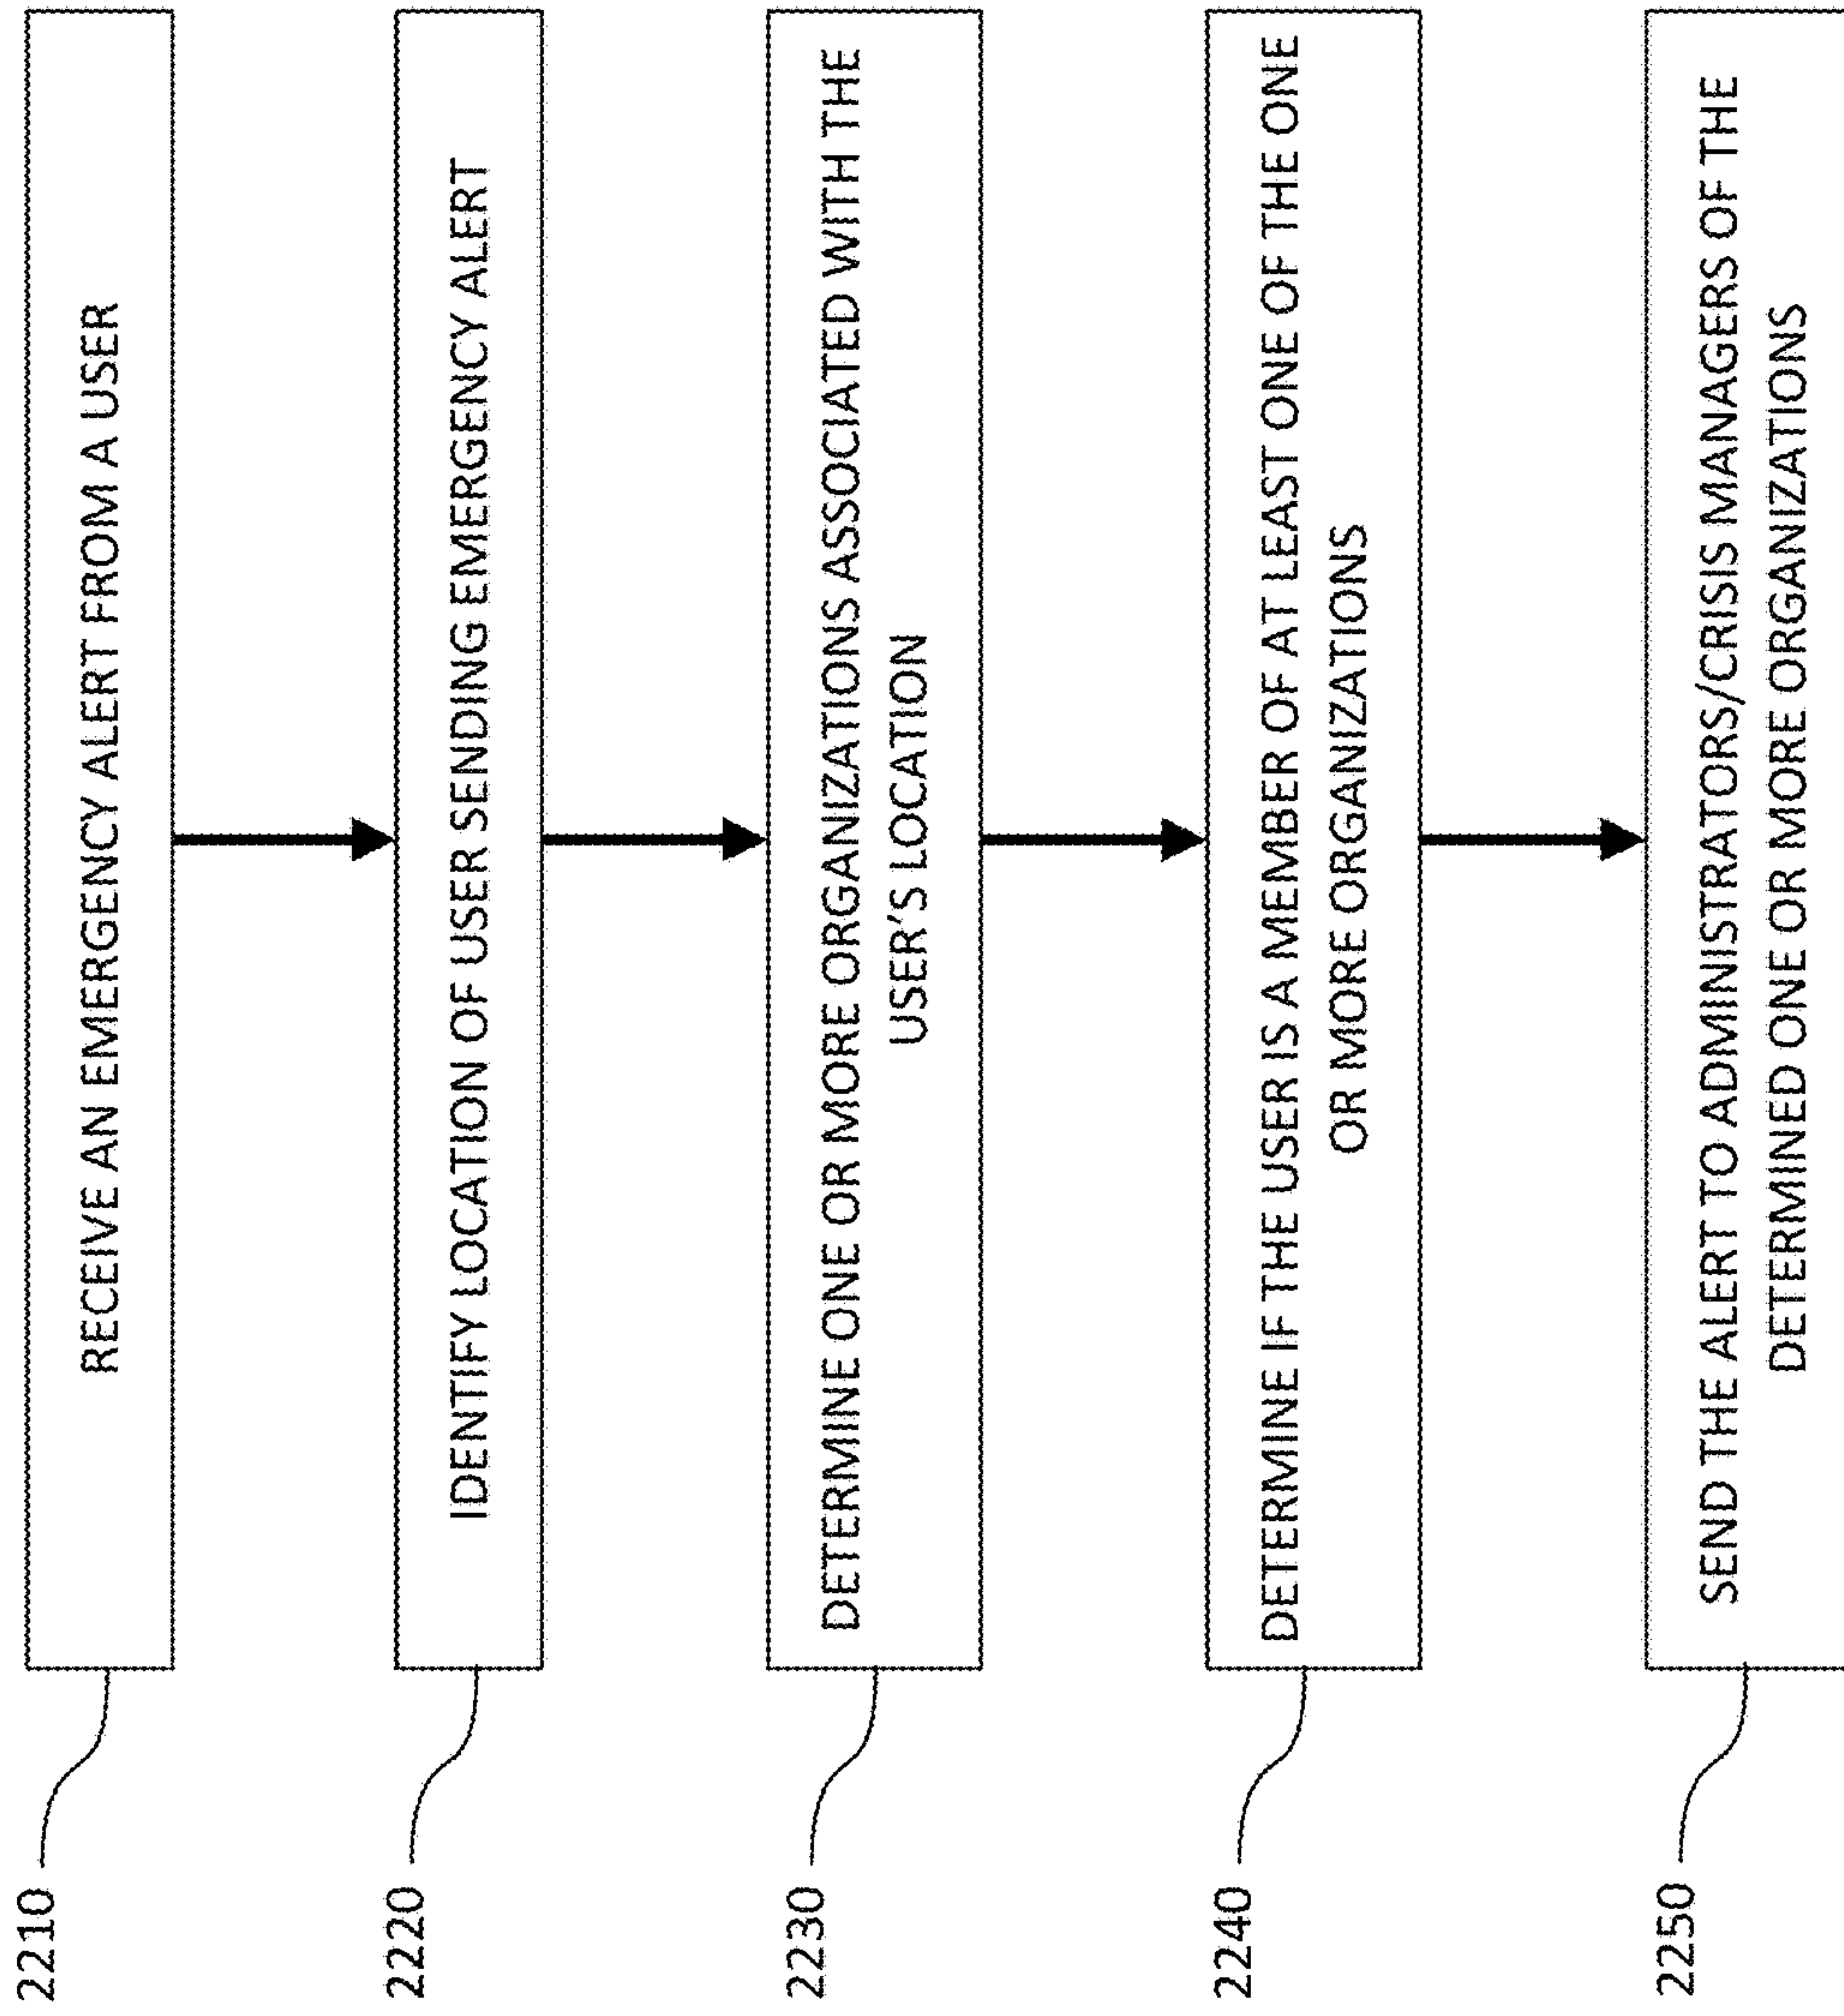 2210
RECEIVE AN EMERGENCY ALERT FROM A USER
2220
IDENTIFY LOCATION OF USER SENDING EMERGENCY ALERT
2230
DETERMINE ONE OR MORE ORGANIZATIONS ASSOCIATED WITH THE
USER'S LOCATION
2240
DETERMINE IF THE USER IS A MEMBER OF AT LEAST ONE OF THE ONE
OR MORE ORGANIZATIONS
2250
SEND THE ALERT TO ADMINISTRATORS/CRISIS MANAGERS OF THE
DETERMINED ONE OR MORE ORGANIZATIONS